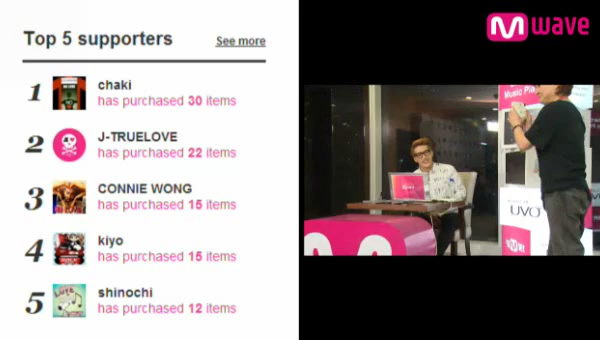 Top 5 supporters
See more
1
chaki
has purchased 30 items
2
J-TRUELOVE
has purchased 22 items
3
CONNIE WONG
has purchased 15 items
4
kiyo
has purchased 15 items
5
shinochi
has purchased 12 items
M wave
Music
UVO